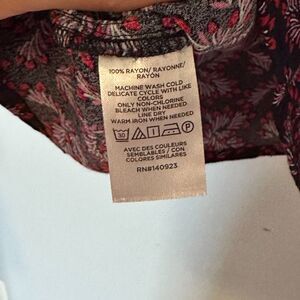 100% RAYON/ RAYONNE/
RAYON
MACHINE WASH COLD
DELICATE CYCLE WITH LIKE
COLORS
ONLY NON-CHLORINE
BLEACH WHEN NEEDED
LINE DRY
WARM IRON WHEN NEEDED
30 P
AVEC DES COULEURS
SEMBLABLES / CON
COLORES SIMILARES
RN#140923